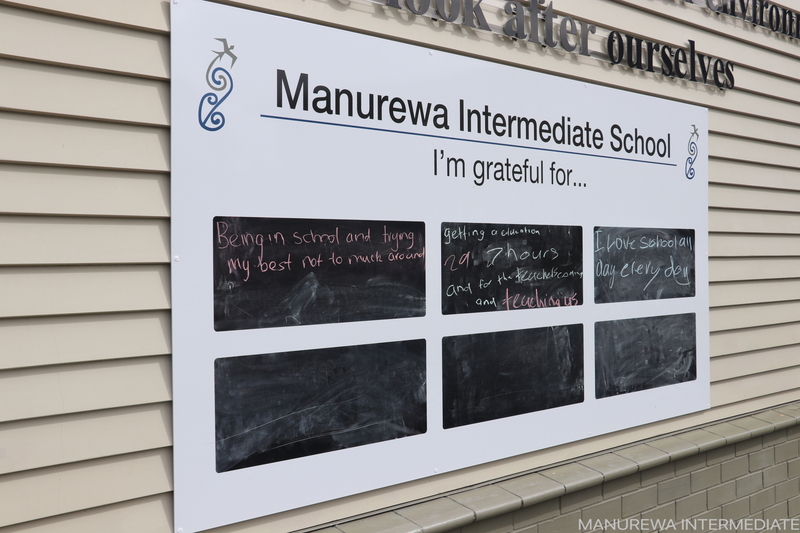 look after ourselves
environ
Manurewa Intermediate School
I'm grateful for...
Being in school and trying
my best not to muck around
getting a education
29 7 hours
and for the teachers coming
and teaching us
I love school all
Day every day
MANUREWA INTERMEDIATE